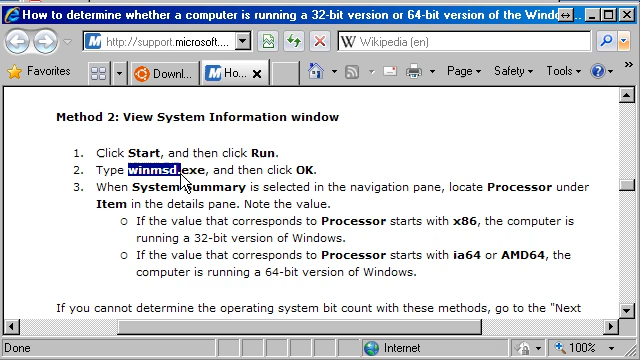 How to determine whether a computer is running a 32-bit version or 64-bit version of the Windo...
http://support.microsoft.... Wikipedia (en)
Favorites Downl... Ho... Page Safety Tools
Method 2: View System Information window
1. Click Start, and then click Run.
2. Type winmsd.exe, and then click OK.
3. When System Summary is selected in the navigation pane, locate Processor under
Item in the details pane. Note the value.
If the value that corresponds to Processor starts with x86, the computer is
running a 32-bit version of Windows.
If the value that corresponds to Processor starts with ia64 or AMD64, the
computer is running a 64-bit version of Windows.
If you cannot determine the operating system bit count with these methods, go to the "Next
Done Internet 100%